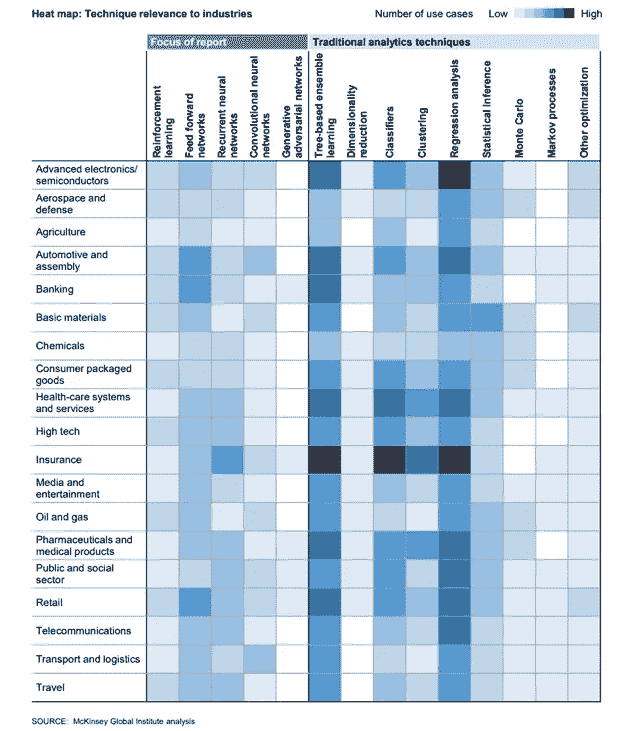 Heat map: Technique relevance to industries
Number of use cases Low High
Focus of report
Traditional analytics techniques
Reinforcement
learning
Feed forward
networks
Recurrent neural
networks
Convolutional neural
networks
Generative
adversarial networks
Tree-based ensemble
learning
Dimensionality
reduction
Classifiers
Clustering
Regression analysis
Statistical inference
Monte Carlo
Markov processes
Other optimization
Advanced electronics/
semiconductors
Aerospace and
defense
Agriculture
Automotive and
assembly
Banking
Basic materials
Chemicals
Consumer packaged
goods
Health-care systems
and services
High tech
Insurance
Media and
entertainment
Oil and gas
Pharmaceuticals and
medical products
Public and social
sector
Retail
Telecommunications
Transport and logistics
Travel
SOURCE: McKinsey Global Institute analysis